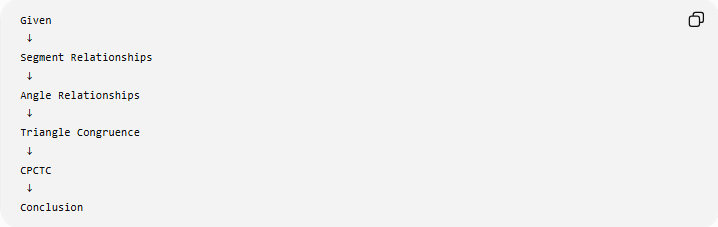 Given
↓
Segment Relationships
↓
Angle Relationships
↓
Triangle Congruence
↓
CPCTC
↓
Conclusion